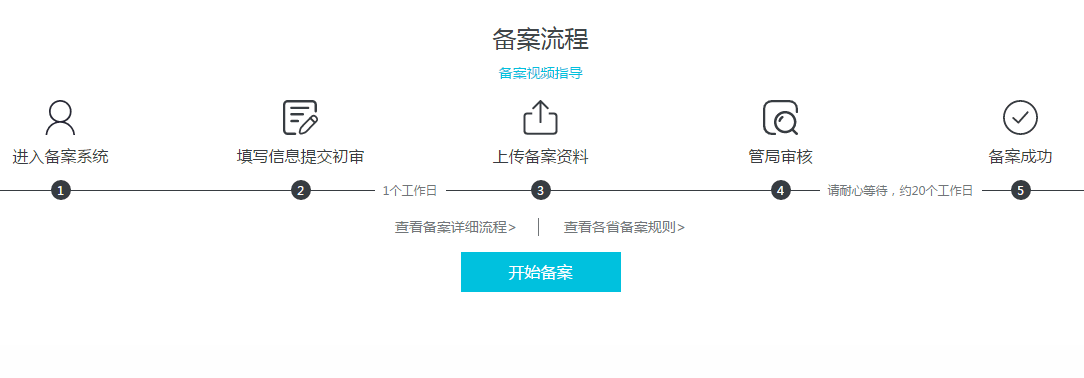 备案流程
备案视频指导
进入备案系统 填写信息提交初审 上传备案资料 管局审核 备案成功
1 2 1个工作日 3 4 请耐心等待，约20个工作日 5
查看备案详细流程> 查看各省备案规则>
开始备案